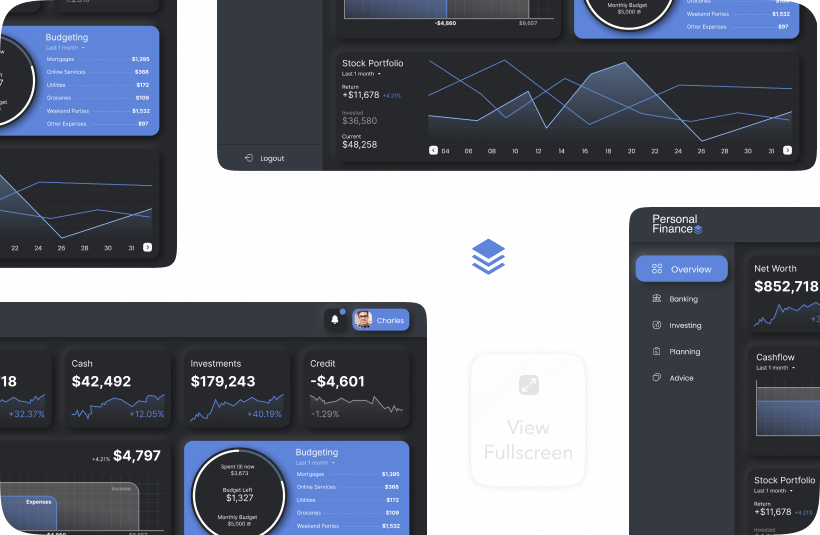 Budgeting
Last 1 month
Mortgages $1,395
Online Services $368
Utilities $172
Groceries $109
Weekend Parties $1,532
Other Expenses $97
22 24 26 28 30 31
-$4,860 $9,657
Monthly Budget
$5,000
Groceries
Weekend Parties $1,532
Other Expenses $97
Stock Portfolio
Last 1 month
Return
+$11,678 +4.21%
Invested
$36,580
Current
$48,258
04 06 08 10 12 14 16 18 20 22 24 26 28 30 31
Logout
Personal
Finance
Overview
Banking
Investing
Planning
Advice
Net Worth
$852,718
Cashflow
Last 1 month
Stock Portfolio
Last 1 month
Return
+$11,678 +4.21%
Invested
Charles
18
+32.37%
Cash
$42,492
+12.05%
Investments
$179,243
+40.19%
Credit
-$4,601
-1.29%
+4.21% $4,797
Income
Expenses
Spent till now
$3,673
Budget Left
$1,327
Monthly Budget
$5,000
Budgeting
Last 1 month
Mortgages $1,395
Online Services $368
Utilities $172
Groceries $109
Weekend Parties $1,532
View
Fullscreen